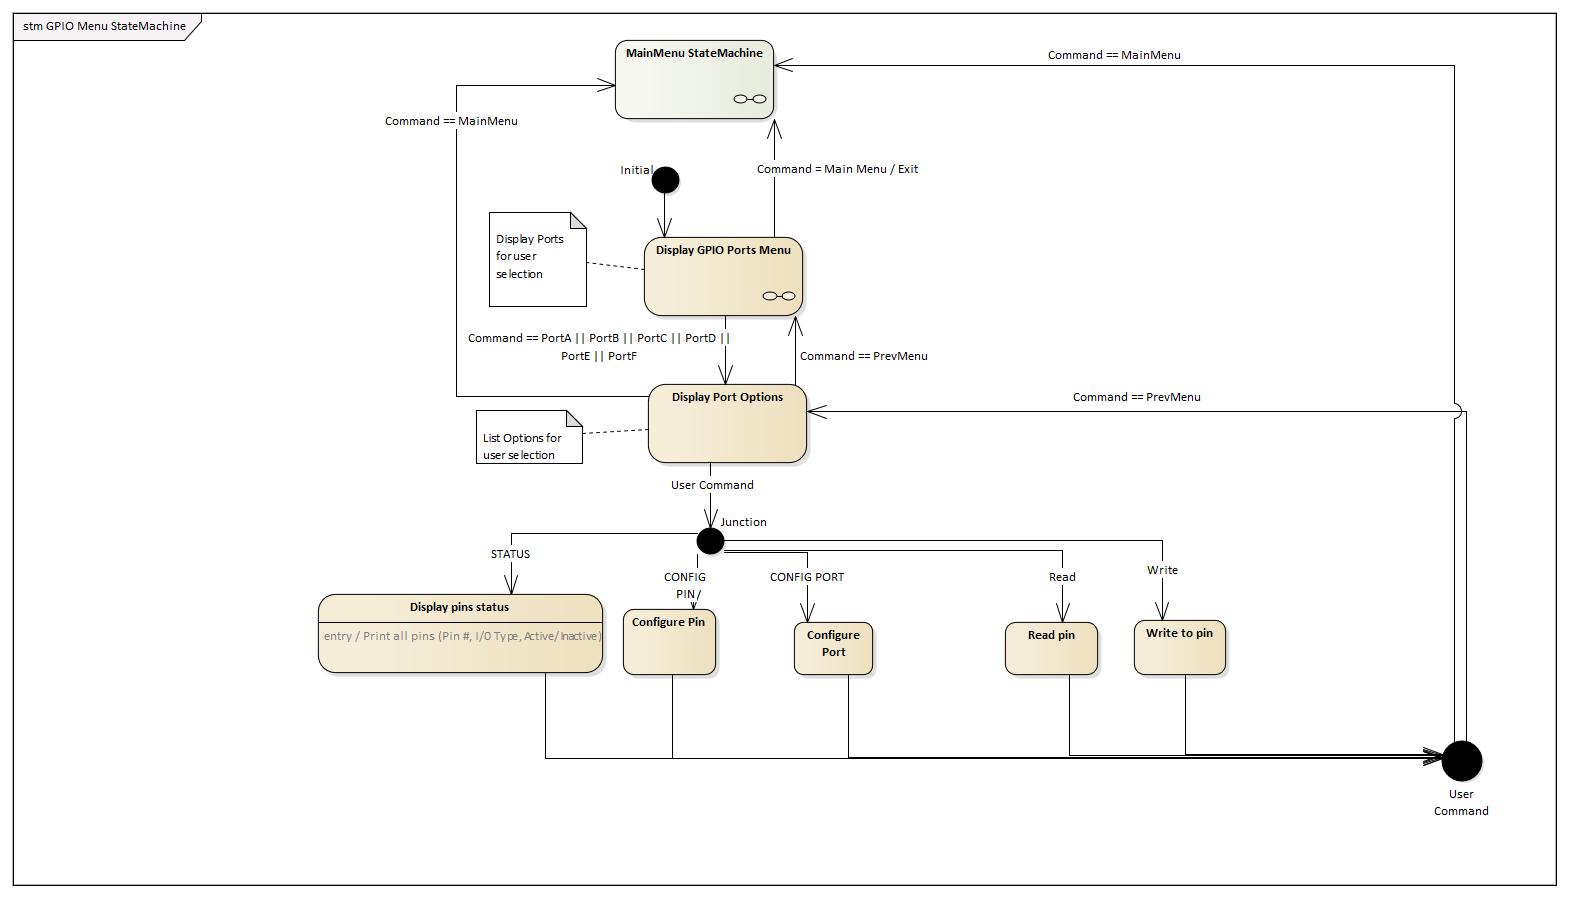 stm GPIO Menu StateMachine
MainMenu StateMachine
Command == MainMenu
Command == MainMenu
Initial
Command = Main Menu / Exit
Display Ports
for user
selection
Display GPIO Ports Menu
Command == PortA || PortB || PortC || PortD ||
PortE || PortF
Command == PrevMenu
Display Port Options
Command == PrevMenu
List Options for
user selection
User Command
Junction
STATUS
CONFIG
PIN/
CONFIG PORT
Read
Write
Display pins status
entry / Print all pins (Pin #, I/O Type, Active/Inactive)
Configure Pin
Configure
Port
Read pin
Write to pin
User
Command